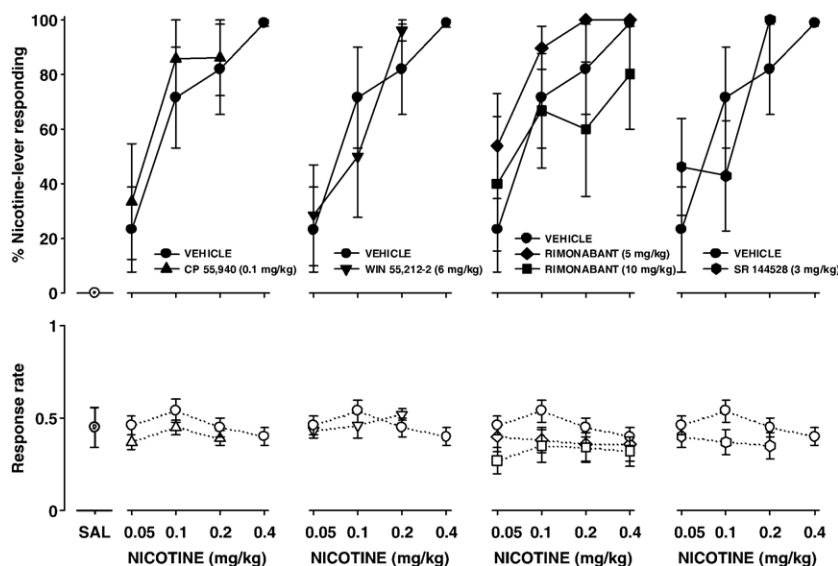 % Nicotine-lever responding
100
80
60
40
20
0
VEHICLE
CP 55,940 (0.1 mg/kg)
VEHICLE
WIN 55,212-2 (6 mg/kg)
VEHICLE
RIMONABANT (5 mg/kg)
RIMONABANT (10 mg/kg)
VEHICLE
SR 144528 (3 mg/kg)
Response rate
1
0.5
0
SAL 0.05 0.1 0.2 0.4 0.05 0.1 0.2 0.4 0.05 0.1 0.2 0.4 0.05 0.1 0.2 0.4
NICOTINE (mg/kg) NICOTINE (mg/kg) NICOTINE (mg/kg) NICOTINE (mg/kg)